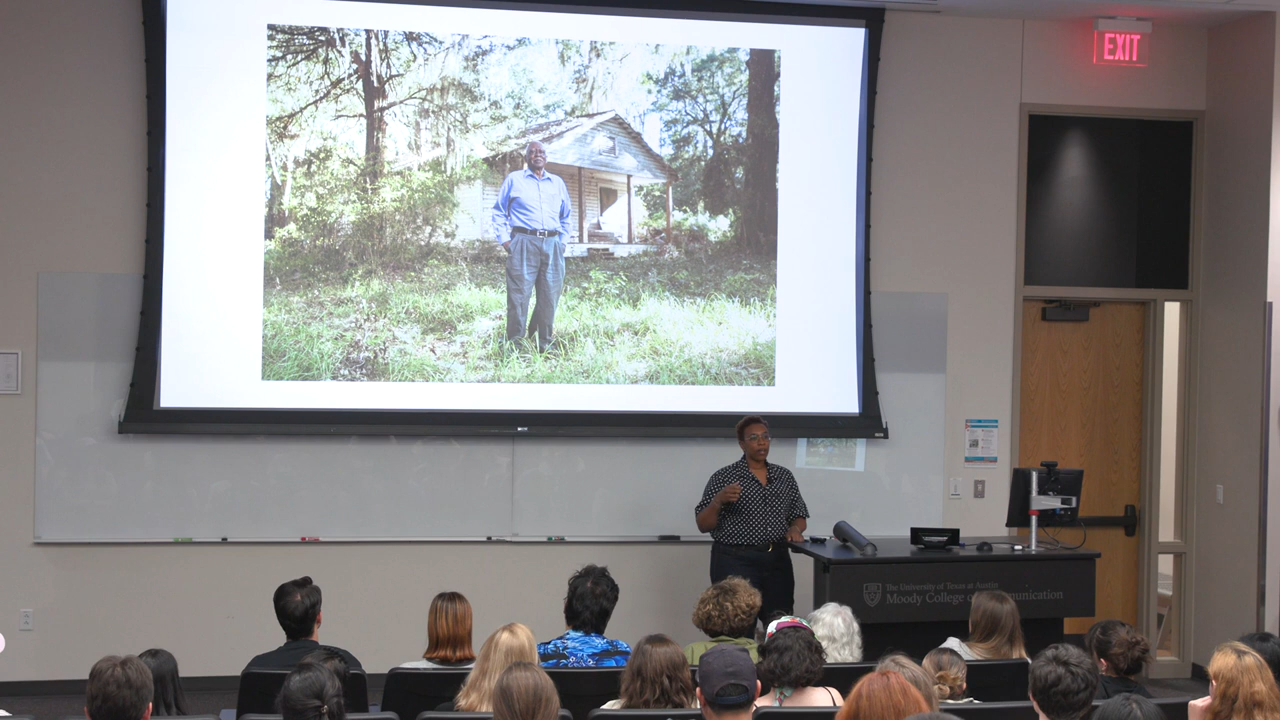 EXIT
The University of Texas at Austin
Moody College of Communication